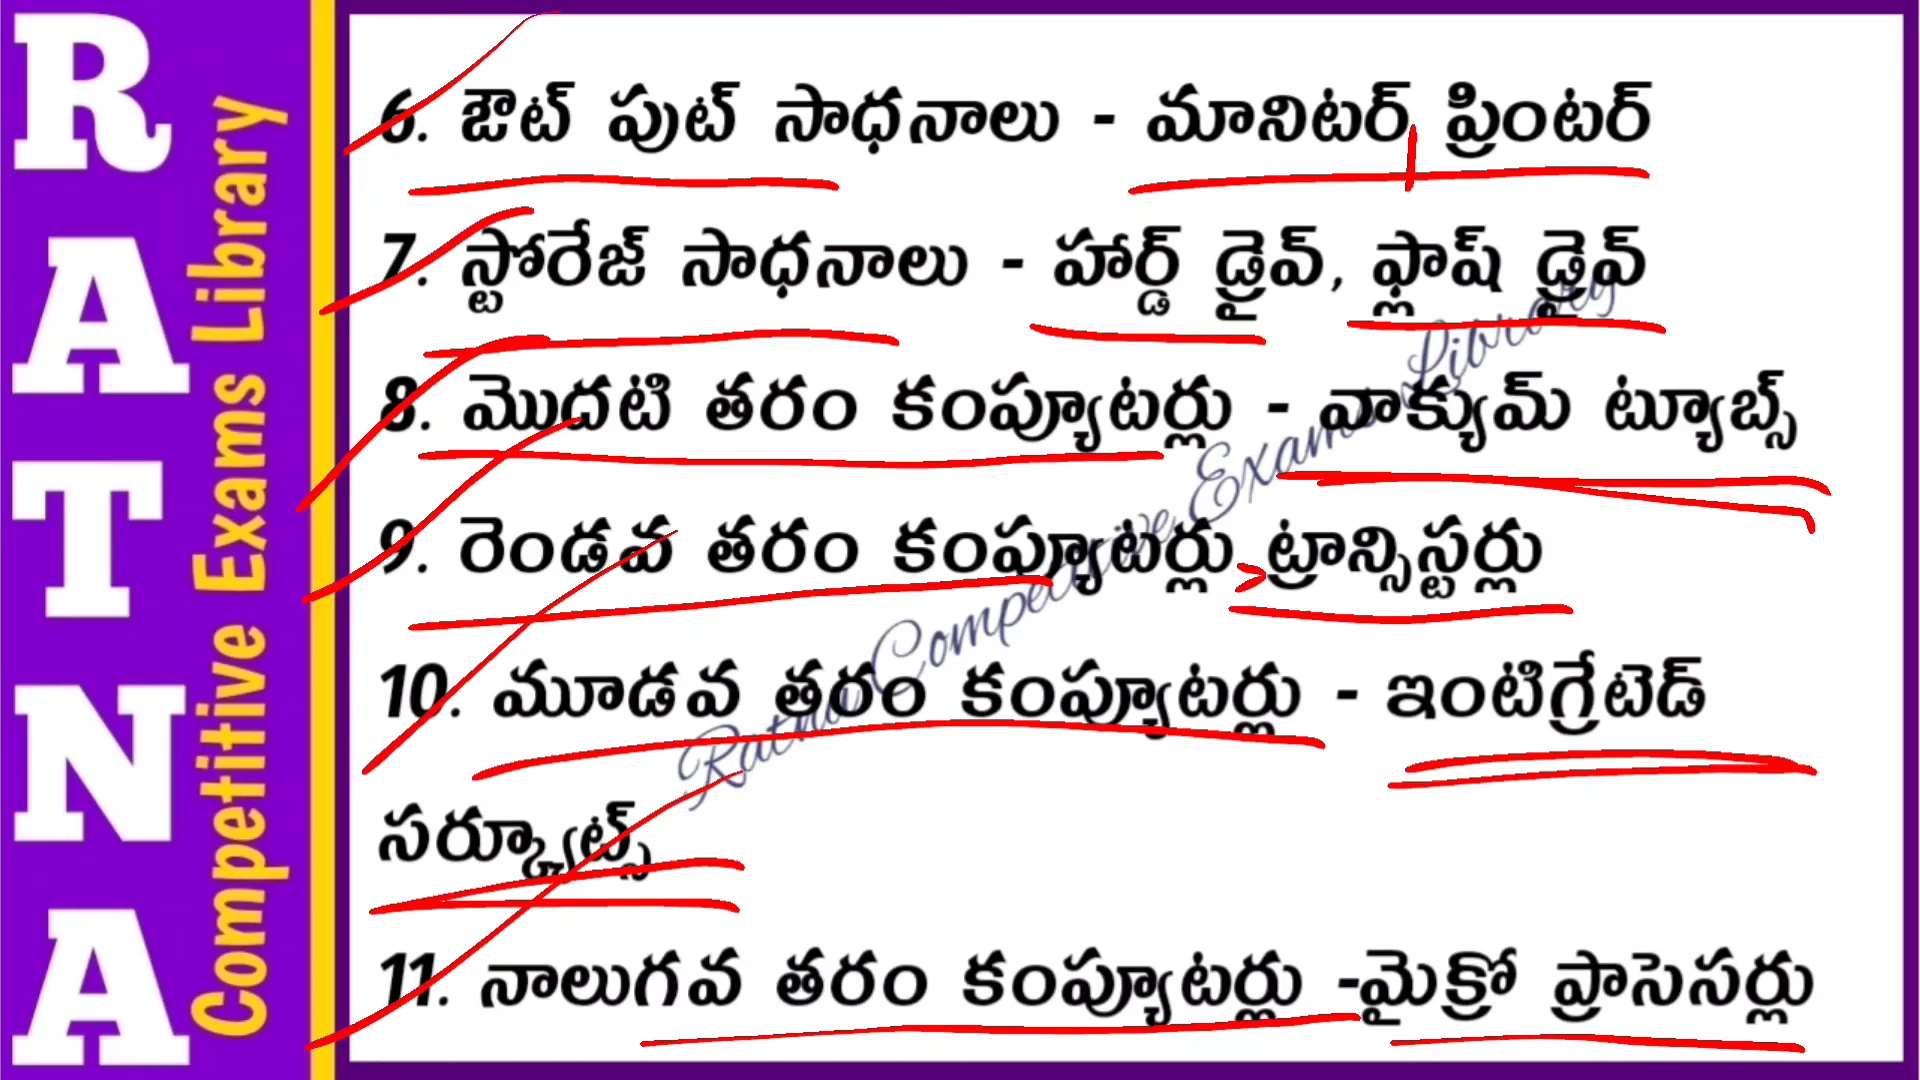 RATNA
Competitive Exams Library
6. ఔట్ పుట్ సాధనాలు - మానిటర్, ప్రింటర్
7. స్టోరేజ్ సాధనాలు - హార్డ్ డ్రైవ్, ఫ్లాష్ డ్రైవ్
8. మొదటి తరం కంప్యూటర్లు - వాక్యుమ్ ట్యూబ్స్
9. రెండవ తరం కంప్యూటర్లు - ట్రాన్సిస్టర్లు
10. మూడవ తరం కంప్యూటర్లు - ఇంటిగ్రేటెడ్
సర్క్యూట్స్
11. నాలుగవ తరం కంప్యూటర్లు -మైక్రో ప్రాసెసర్లు
Ratna Competitive Exams Library